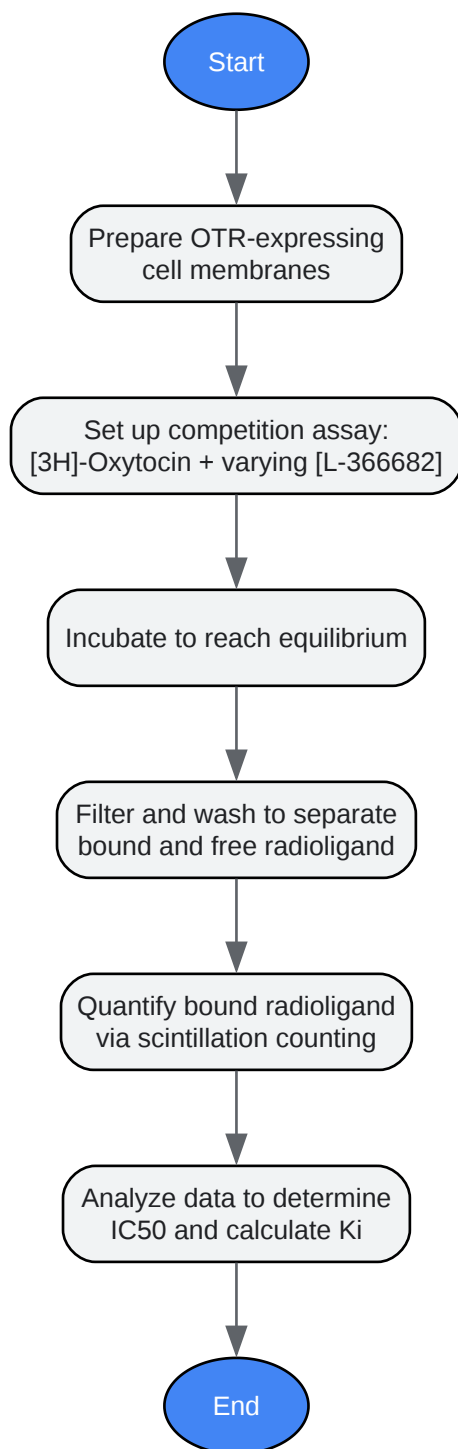 Start
Prepare OTR-expressing
cell membranes
Set up competition assay:
[3H]-Oxytocin + varying [L-366682]
Incubate to reach equilibrium
Filter and wash to separate
bound and free radioligand
Quantify bound radioligand
via scintillation counting
Analyze data to determine
IC50 and calculate Ki
End